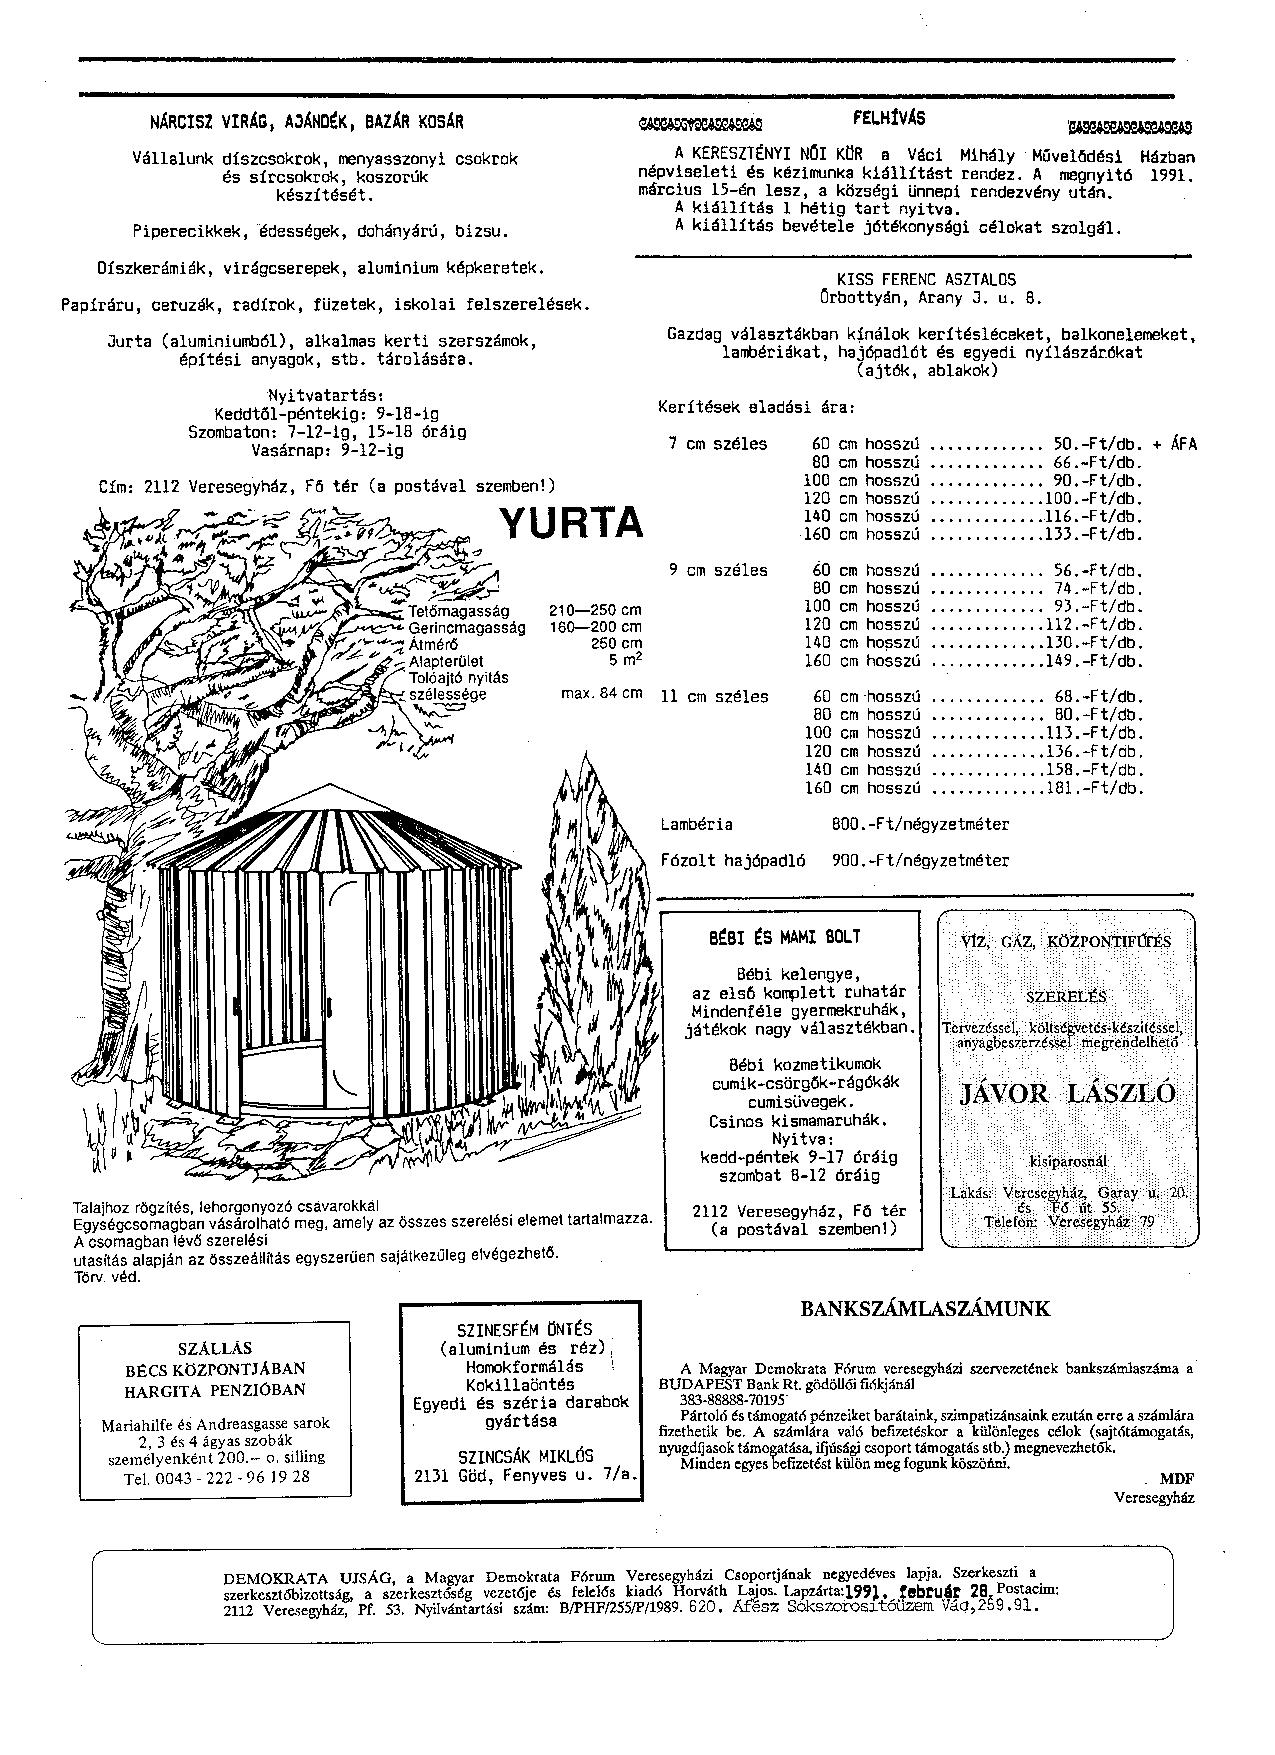 NÁRCISZ VIRÁG, AJÁNDÉK, BAZÁR KOSÁR
Vállalunk díszcsokrok, menyasszonyi csokrok
és sírcsokrok, koszorúk
készítését.
Piperecikkek, édességek, dohányárú, bizsu.
Díszkerámiák, virágcserepek, aluminium képkeretek.
Papíráru, ceruzák, radírok, füzetek, iskolai felszerelések.
Jurta (aluminiumból), alkalmas kerti szerszámok,
építési anyagok, stb. tárolására.
Nyitvatartás:
Keddtől-péntekig: 9-18-ig
Szombaton: 7-12-ig, 15-18 óráig
Vasárnap: 9-12-ig
Cím: 2112 Veresegyház, Fő tér (a postával szemben!)
YURTA
Tetőmagasság 210—250 cm
Gerincmagasság 160—200 cm
Átmérő 250 cm
Alapterület 5 m²
Tolóajtó nyitás
szélessége max. 84 cm
Talajhoz rögzítés, lehorgonyozó csavarokkal
Egységcsomagban vásárolható meg, amely az összes szerelési elemet tartalmazza.
A csomagban lévő szerelési
utasítás alapján az összeállítás egyszerűen sajátkezűleg elvégezhető.
Törv. véd.
FELHÍVÁS
A KERESZTÉNYI NŐI KÖR a Váci Mihály Művelődési Házban
népviseleti és kézimunka kiállítást rendez. A megnyitó 1991.
március 15-én lesz, a községi ünnepi rendezvény után.
A kiállítás 1 hétig tart nyitva.
A kiállítás bevétele jótékonysági célokat szolgál.
KISS FERENC ASZTALOS
Őrbottyán, Arany J. u. 8.
Gazdag választákban kínálok kerítésléceket, balkonelemeket,
lambériákat, hajópadlót és egyedi nyílászárókat
(ajtók, ablakok)
Kerítések eladási ára:
7 cm széles 60 cm hosszú ............. 50.-Ft/db. + ÁFA
80 cm hosszú ............. 66.-Ft/db.
100 cm hosszú ............. 90.-Ft/db.
120 cm hosszú .............100.-Ft/db.
140 cm hosszú .............116.-Ft/db.
160 cm hosszú .............133.-Ft/db.
9 cm széles 60 cm hosszú ............. 56.-Ft/db.
80 cm hosszú ............. 74.-Ft/db.
100 cm hosszú ............. 93.-Ft/db.
120 cm hosszú .............112.-Ft/db.
140 cm hosszú .............130.-Ft/db.
160 cm hosszú .............149.-Ft/db.
11 cm széles 60 cm hosszú ............. 68.-Ft/db.
80 cm hosszú ............. 80.-Ft/db.
100 cm hosszú .............113.-Ft/db.
120 cm hosszú .............136.-Ft/db.
140 cm hosszú .............158.-Ft/db.
160 cm hosszú .............181.-Ft/db.
Lambéria 800.-Ft/négyzetméter
Fózolt hajópadló 900.-Ft/négyzetméter
BÉBI ÉS MAMI BOLT
Bébi kelengye,
az első komplett ruhatár
Mindenféle gyermekruhák,
játékok nagy választékban.
Bébi kozmetikumok
cumik-csörgők-rágókák
cumisüvegek.
Csinos kismamaruhák.
Nyitva:
kedd-péntek 9-17 óráig
szombat 8-12 óráig
2112 Veresegyház, Fő tér
(a postával szemben!)
VÍZ, GÁZ, KÖZPONTIFŰTÉS
SZERELÉS
Tervezéssel, költségvetés-készítéssel,
anyagbeszerzéssel megrendelhető
JÁVOR LÁSZLÓ
kisiparosnál
Lakás: Veresegyház, Garay u. 20.
és Fő út 55.
Telefon: Veresegyház 79
SZÁLLÁS
BÉCS KÖZPONTJÁBAN
HARGITA PENZIÓBAN
Mariahilfe és Andreasgasse sarok
2, 3 és 4 ágyas szobák
személyenként 200.– o. silling
Tel. 0043 - 222 - 96 19 28
SZINESFÉM ÖNTÉS
(aluminium és réz)
Homokformálás
Kokillaöntés
Egyedi és széria darabok
gyártása
SZINCSÁK MIKLÓS
2131 Göd, Fenyves u. 7/a.
BANKSZÁMLASZÁMUNK
A Magyar Demokrata Fórum veresegyházi szervezetének bankszámlaszáma a
BUDAPEST Bank Rt. gödöllői fiókjánál
383-88888-70195
Pártoló és támogató pénzeiket barátaink, szimpatizánsaink ezután erre a számlára
fizethetik be. A számlára való befizetéskor a különleges célok (sajtótámogatás,
nyugdíjasok támogatása, ifjúsági csoport támogatás stb.) megnevezhetők.
Minden egyes befizetést külön meg fogunk köszönni.
MDF
Veresegyház
DEMOKRATA UJSÁG, a Magyar Demokrata Fórum Veresegyházi Csoportjának negyedéves lapja. Szerkeszti a
szerkesztőbizottság, a szerkesztőség vezetője és felelős kiadó Horváth Lajos. Lapzárta:1991. február 28. Postacim:
2112 Veresegyház, Pf. 53. Nyilvántartási szám: B/PHF/255/P/1989. 620. Áfész Sokszorosítóüzem Vác,259.91.